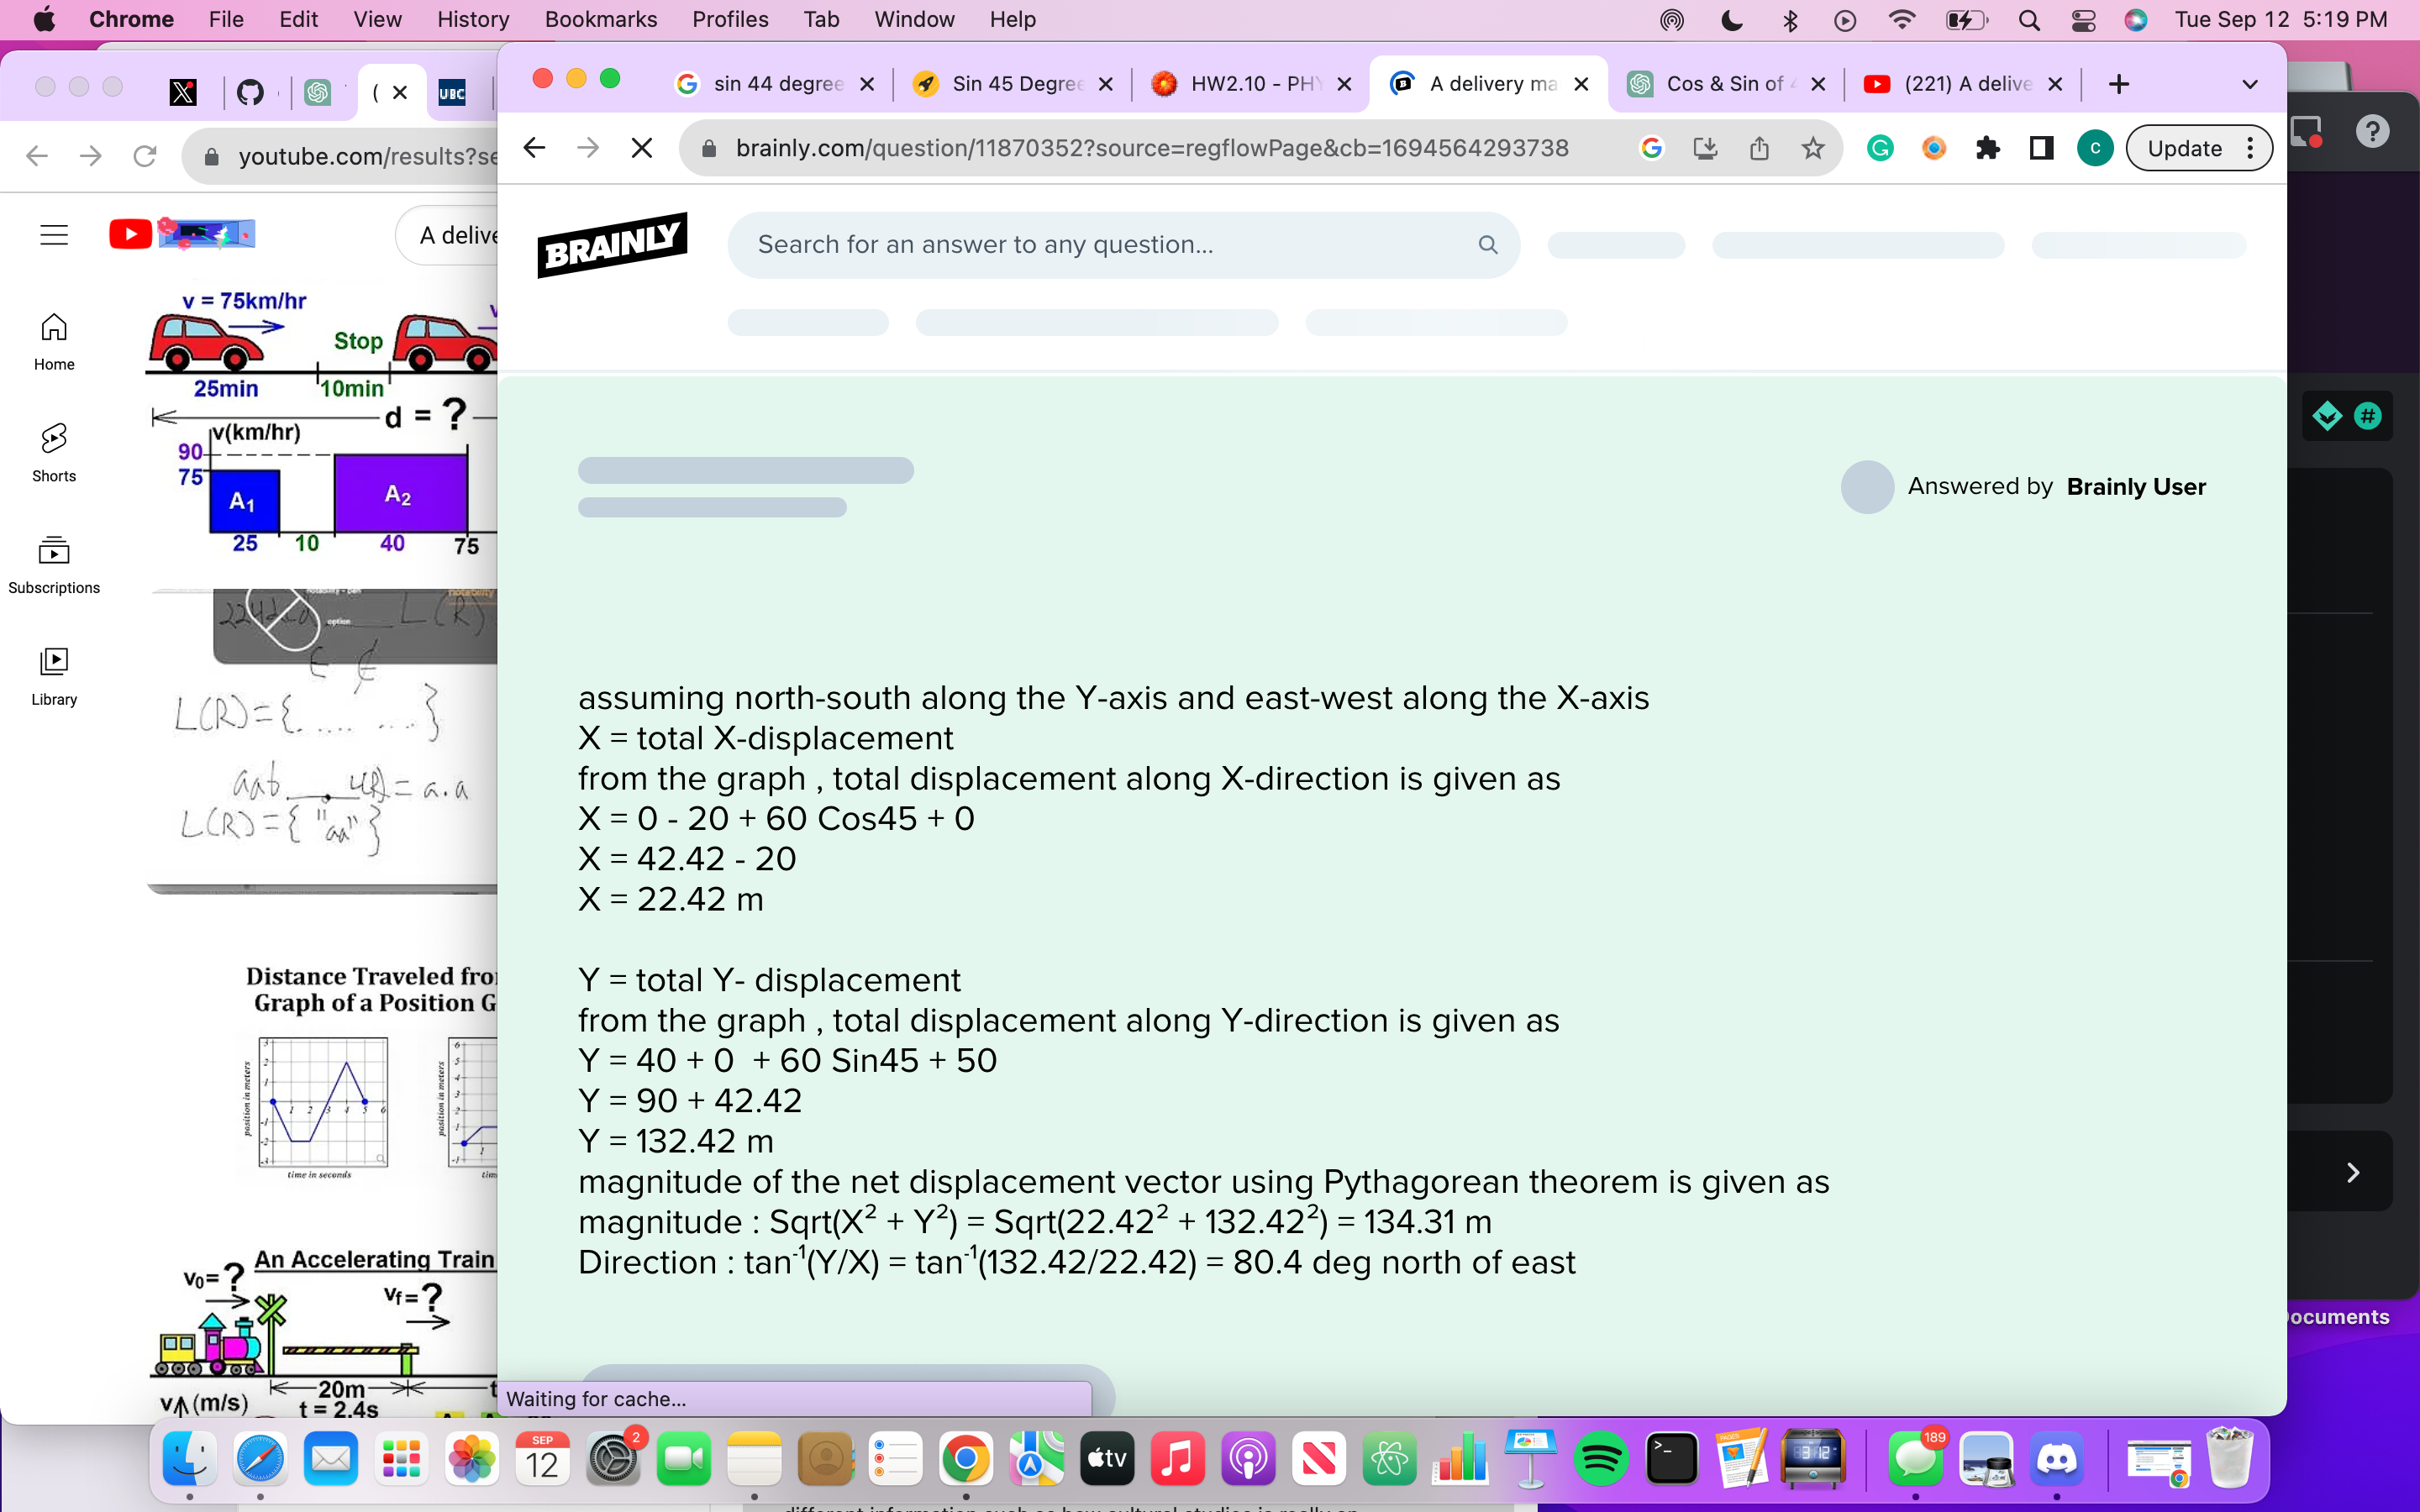 Chrome File Edit View History Bookmarks Profiles Tab Window Help Tue Sep 12 5:19 PM
UBC
sin 44 degree
Sin 45 Degree
HW2.10 - PHY
A delivery ma
Cos & Sin of
(221) A delive
youtube.com/results?se
brainly.com/question/11870352?source=regflowPage&cb=1694564293738
Update
A delive
BRAINLY
Search for an answer to any question...
Home
Shorts
Subscriptions
Library
v = 75km/hr
Stop
25min
10min
d = ?
v(km/hr)
90
75
A1
A2
25 10 40 75
option
L(R)
L(R)={. .... ...}
aab
L(R)={"aa"}
Distance Traveled fro
Graph of a Position G
position in meters
time in seconds
An Accelerating Train
v0=?
vf=?
20m
t = 2.4s
v (m/s)
Answered by Brainly User
assuming north-south along the Y-axis and east-west along the X-axis
X = total X-displacement
from the graph , total displacement along X-direction is given as
X = 0 - 20 + 60 Cos45 + 0
X = 42.42 - 20
X = 22.42 m
Y = total Y- displacement
from the graph , total displacement along Y-direction is given as
Y = 40 + 0  + 60 Sin45 + 50
Y = 90 + 42.42
Y = 132.42 m
magnitude of the net displacement vector using Pythagorean theorem is given as
magnitude : Sqrt(X² + Y²) = Sqrt(22.42² + 132.42²) = 134.31 m
Direction : tan⁻¹(Y/X) = tan⁻¹(132.42/22.42) = 80.4 deg north of east
Waiting for cache...
ocuments
SEP
12
2
tv
PAGES
189